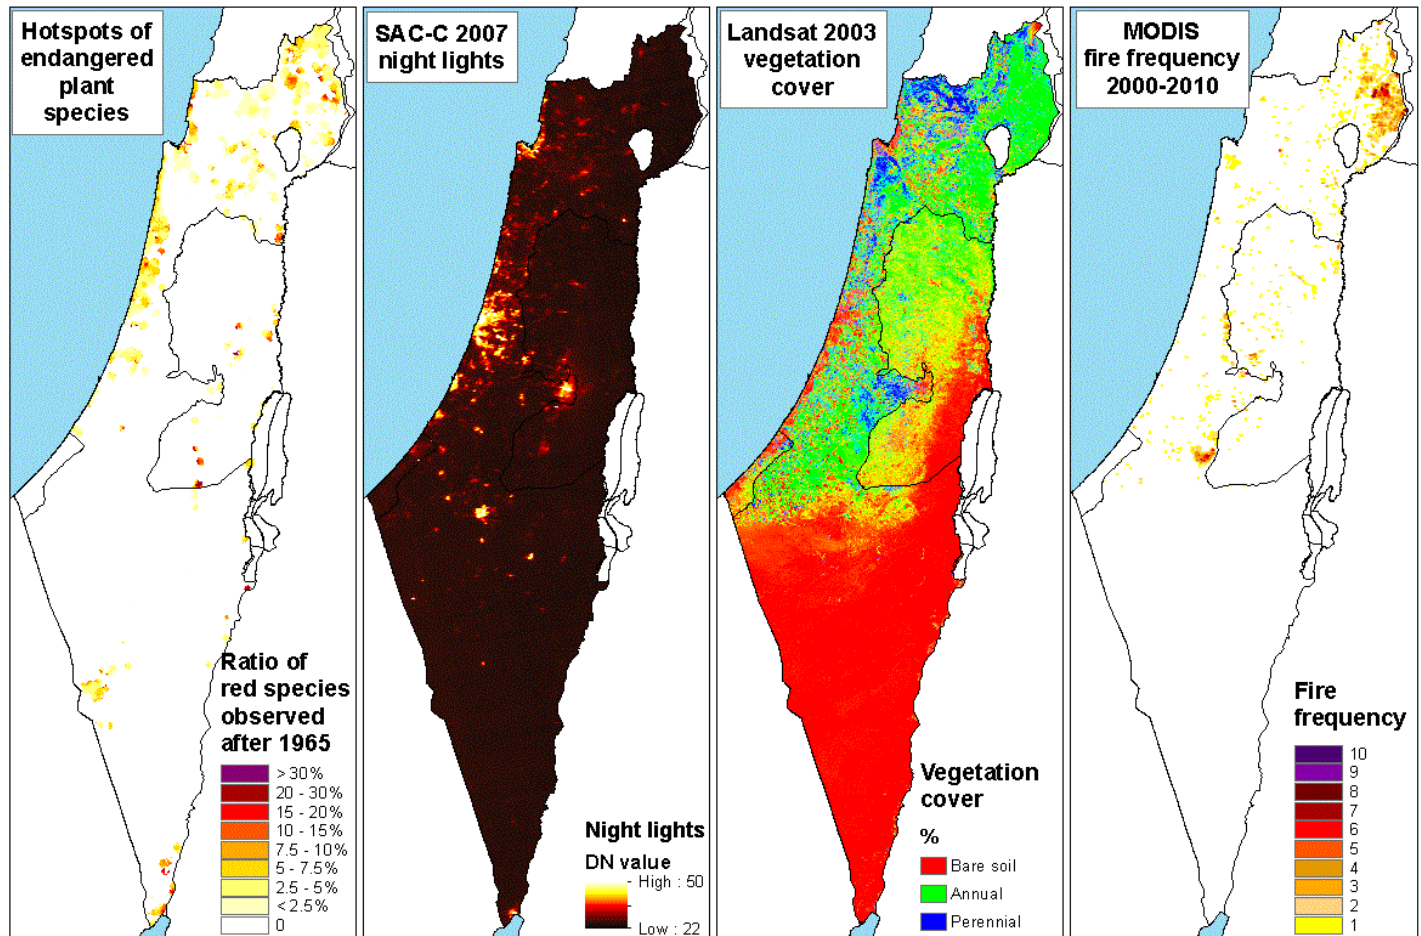 Hotspots of
endangered
plant
species
Ratio of
red species
observed
after 1965
> 30%
20 - 30%
15 - 20%
10 - 15%
7.5 - 10%
5 - 7.5%
2.5 - 5%
< 2.5%
0
SAC-C 2007
night lights
Night lights
DN value
High : 50
Low : 22
Landsat 2003
vegetation
cover
Vegetation
cover
%
Bare soil
Annual
Perennial
MODIS
fire frequency
2000-2010
Fire
frequency
10
9
8
7
6
5
4
3
2
1